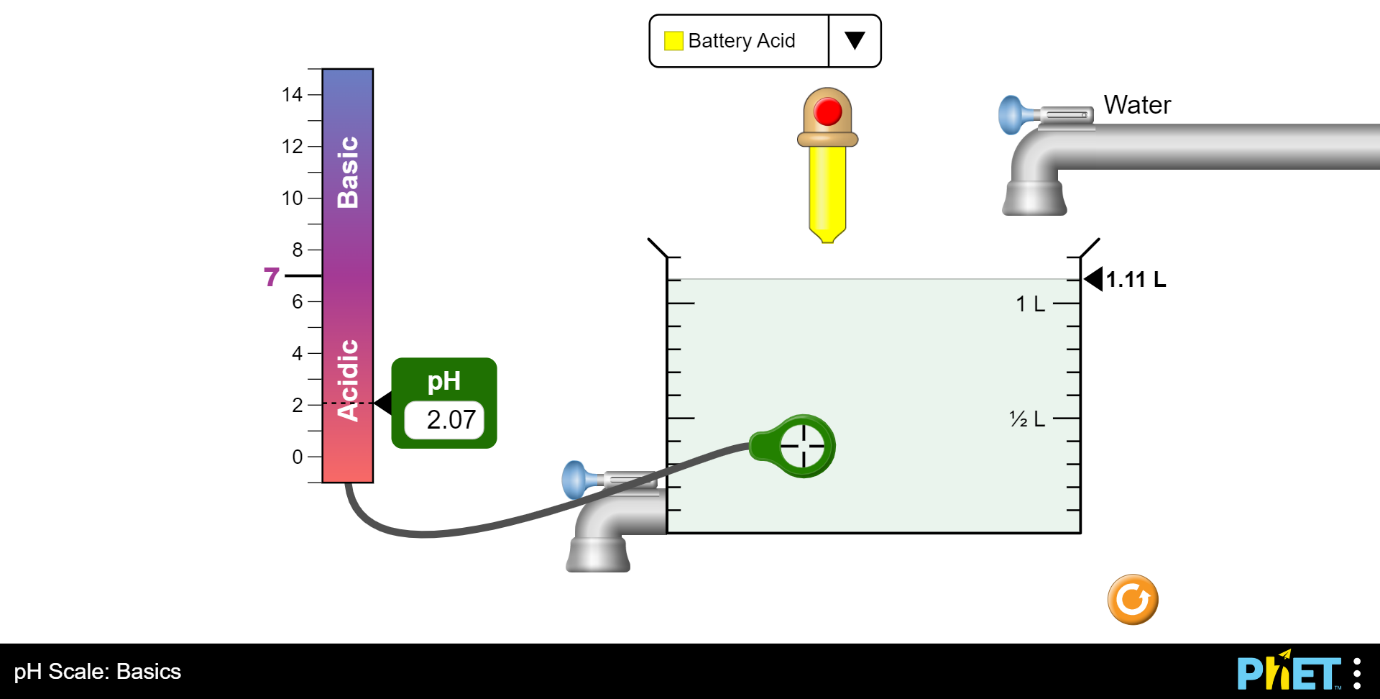 Battery Acid
Water
14
12
10
8
7
6
4
2
0
Basic
Acidic
pH
2.07
1.11 L
1 L
½ L
pH Scale: Basics
PhET™